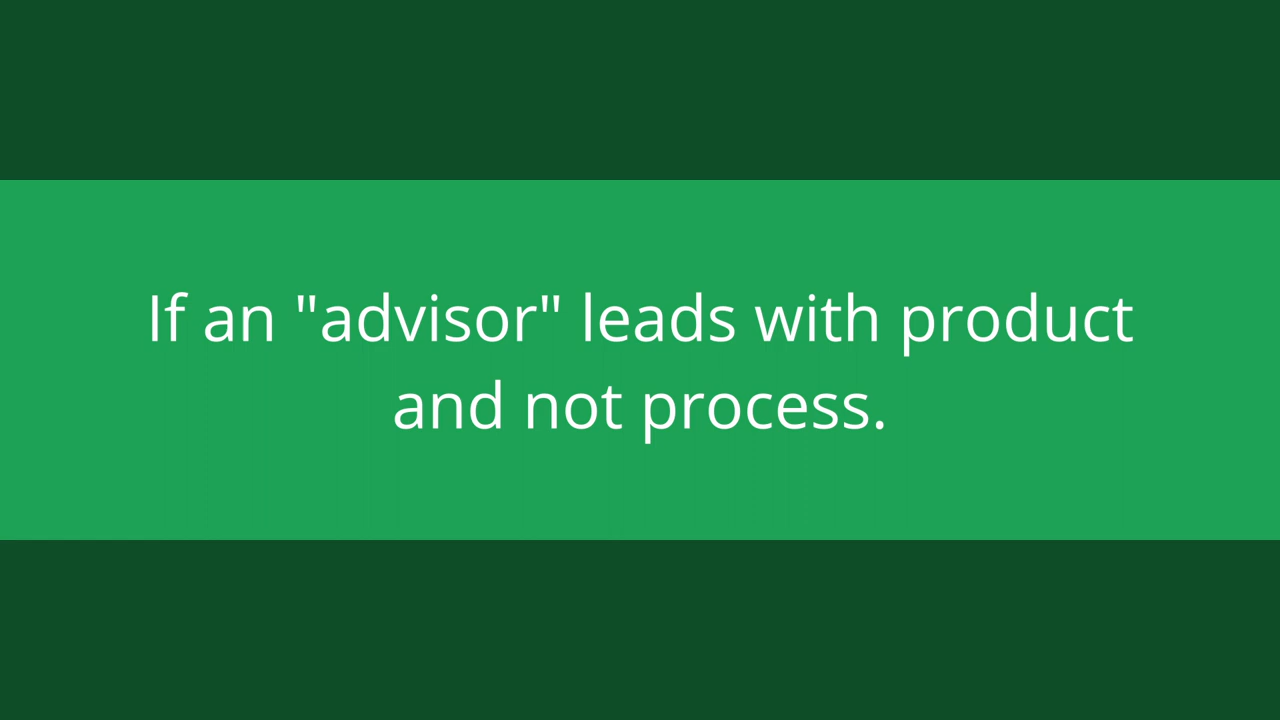 If an "advisor" leads with product
and not process.